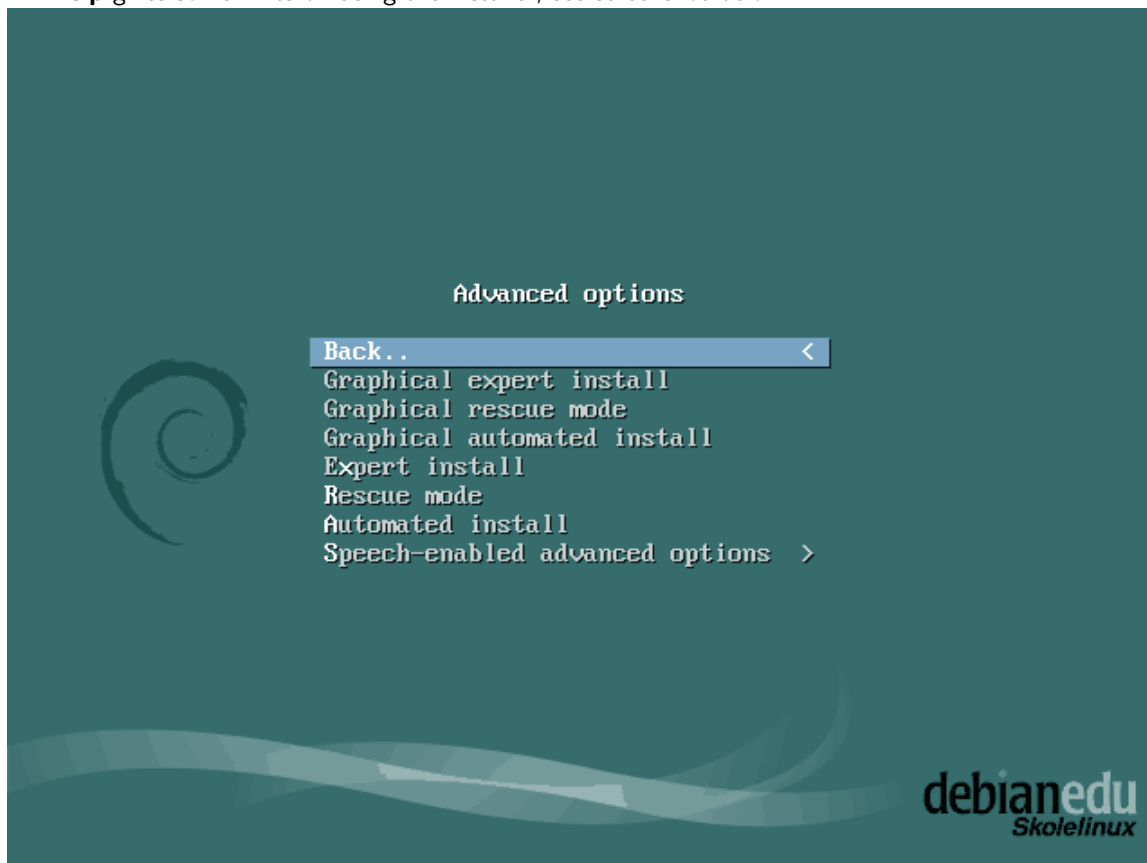 Advanced options
Back.. <
Graphical expert install
Graphical rescue mode
Graphical automated install
Expert install
Rescue mode
Automated install
Speech-enabled advanced options >
debianedu
Skolelinux